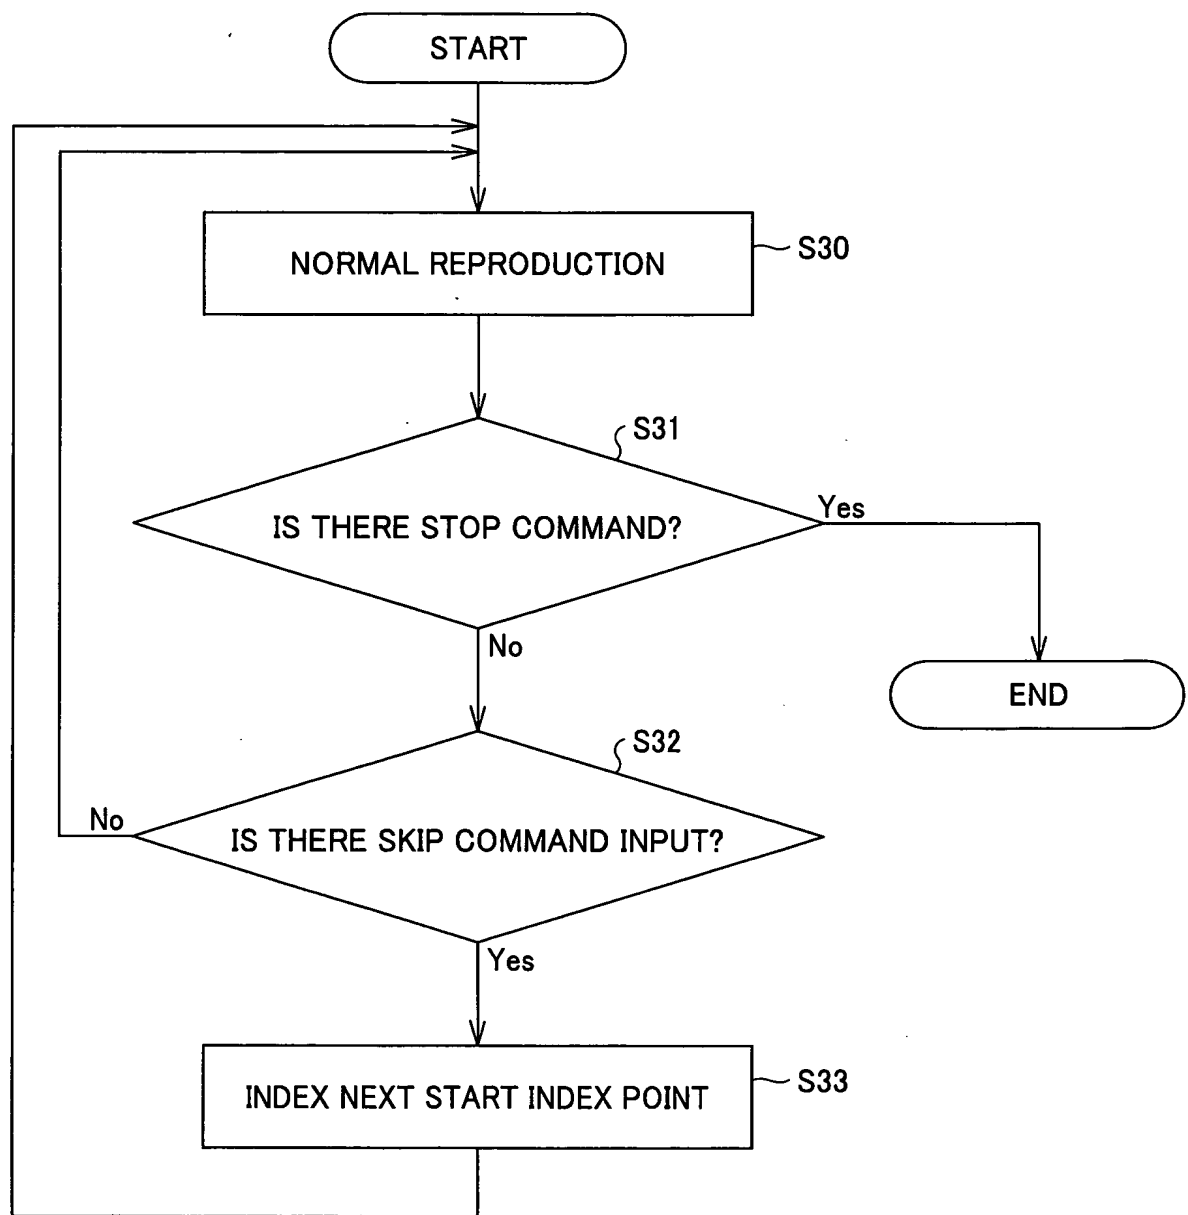 START
NORMAL REPRODUCTION
S30
S31
IS THERE STOP COMMAND?
Yes
No
END
S32
IS THERE SKIP COMMAND INPUT?
No
Yes
INDEX NEXT START INDEX POINT
S33